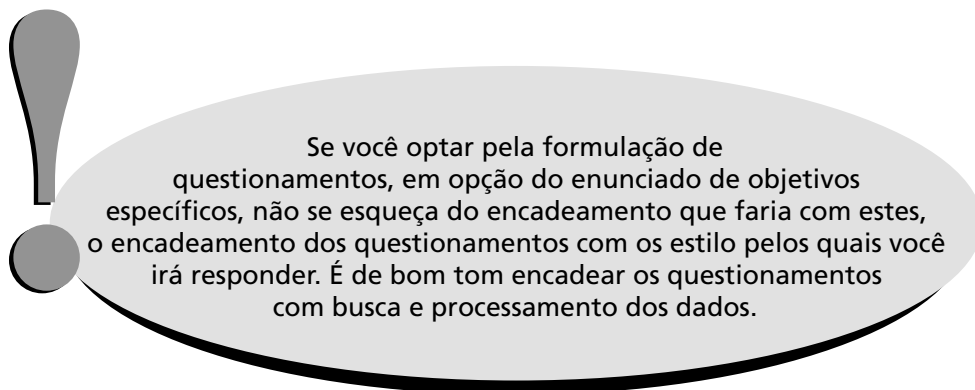 Se você optar pela formulação de
questionamentos, em opção do enunciado de objetivos
específicos, não se esqueça do encadeamento que faria com estes,
o encadeamento dos questionamentos com os estilo pelos quais você
irá responder. É de bom tom encadear os questionamentos
com busca e processamento dos dados.